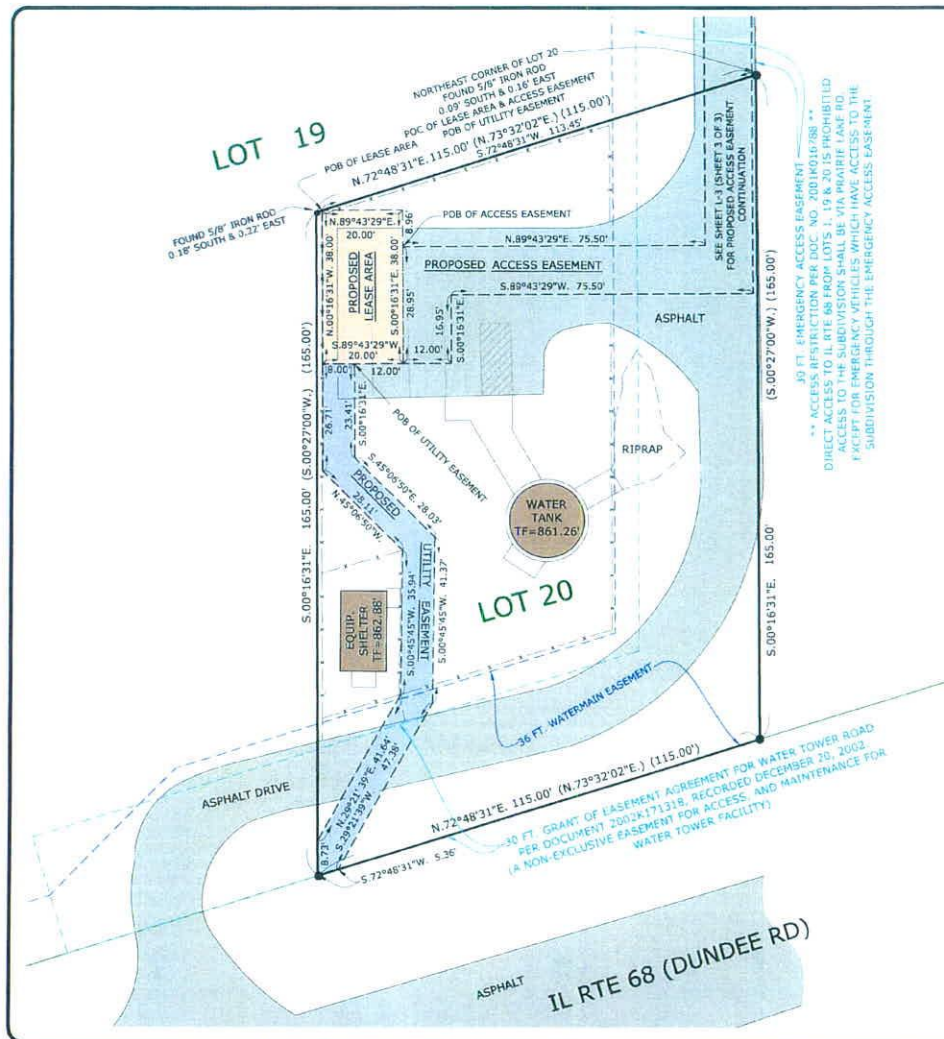 NORTHEAST CORNER OF LOT 20
FOUND 5/8" IRON ROD
0.09' SOUTH & 0.16' EAST
POC OF LEASE AREA & ACCESS EASEMENT
POB OF LEASE AREA
POB OF UTILITY EASEMENT
N.72°48'31"E. 115.00' (N.73°32'02"E.) (115.00')
S.72°48'31"W. 113.45'
LOT 19
FOUND 5/8" IRON ROD
0.18' SOUTH & 0.22' EAST
N.89°43'29"E.
20.00'
8.96'
POB OF ACCESS EASEMENT
N.00°16'31"W. 38.00'
PROPOSED
LEASE AREA
S.00°16'31"E. 38.00'
28.95'
S.89°43'29"W.
20.00'
N.89°43'29"E. 75.50'
PROPOSED ACCESS EASEMENT
S.89°43'29"W. 75.50'
16.95'
S.00°16'31"E.
12.00'
SEE SHEET L-3 (SHEET 3 OF 3)
FOR PROPOSED ACCESS EASEMENT
CONTINUATION
30 FT. EMERGENCY ACCESS EASEMENT
** ACCESS RESTRICTION PER DOC. NO. 2001K016788 **
DIRECT ACCESS TO IL RTE 68 FROM LOTS 19 & 20 IS PROHIBITED
ACCESS TO THE SUBDIVISION SHALL BE VIA PRAIRIE LAKE RD.
EXCEPT FOR EMERGENCY VEHICLES WHICH HAVE ACCESS TO THE
SUBDIVISION THROUGH THE EMERGENCY ACCESS EASEMENT.
ASPHALT
(S.00°27'00"W.) (165.00')
S.00°16'31"E. 165.00'
S.00°16'31"E. 165.00' (S.00°27'00"W.) (165.00')
8.00'
12.00'
26.71'
23.41'
S.00°16'31"E.
POB OF UTILITY EASEMENT
S.45°06'50"E. 28.03'
PROPOSED
28.11'
N.45°06'50"W.
UTILITY
EASEMENT
S.00°45'45"W. 35.94'
S.00°45'45"W. 41.37'
RIPRAP
WATER
TANK
TF=861.26'
LOT 20
EQUIP.
SHELTER
TF=862.88'
36 FT. WATERMAIN EASEMENT
ASPHALT DRIVE
N.29°21'39"E. 41.64'
47.38'
S.29°21'39"W
8.73'
S.72°48'31"W. 5.36'
N.72°48'31"E. 115.00' (N.73°32'02"E.) (115.00')
30 FT. GRANT OF EASEMENT AGREEMENT FOR WATER TOWER ROAD
PER DOCUMENT 2002K171318, RECORDED DECEMBER 20, 2002
(A NON-EXCLUSIVE EASEMENT FOR ACCESS AND MAINTENANCE FOR
WATER TOWER FACILITY)
ASPHALT
IL RTE 68 (DUNDEE RD)